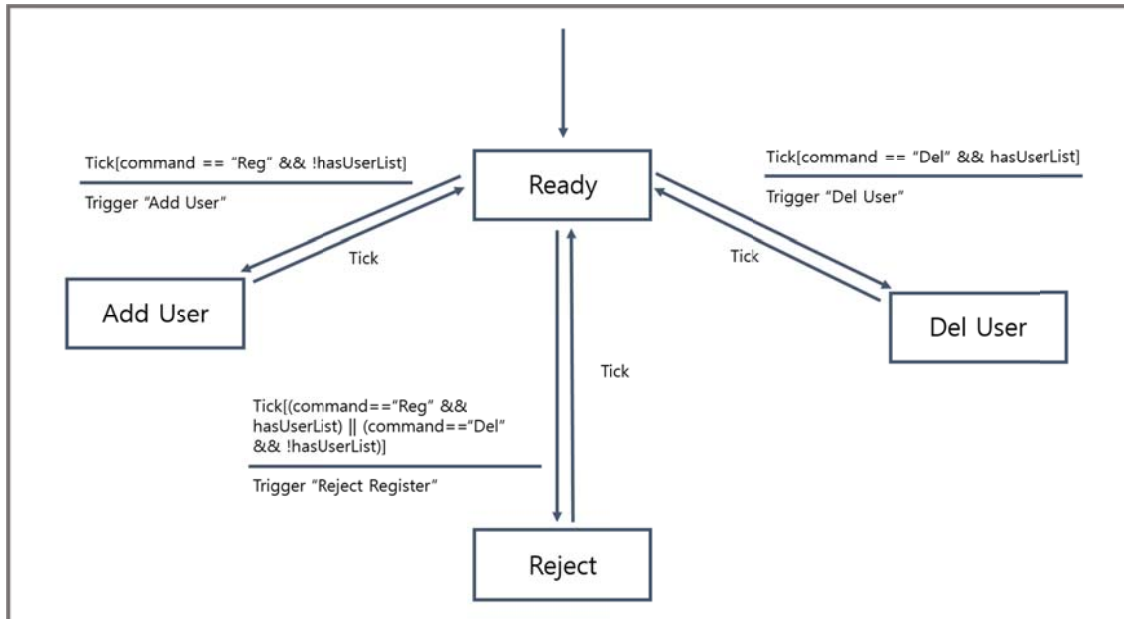 Tick[command == “Reg” && !hasUserList]
Trigger “Add User”
Ready
Tick[command == “Del” && hasUserList]
Trigger “Del User”
Tick
Tick
Add User
Del User
Tick
Tick[(command==“Reg” &&
hasUserList) || (command==“Del”
&& !hasUserList)]
Trigger “Reject Register”
Reject